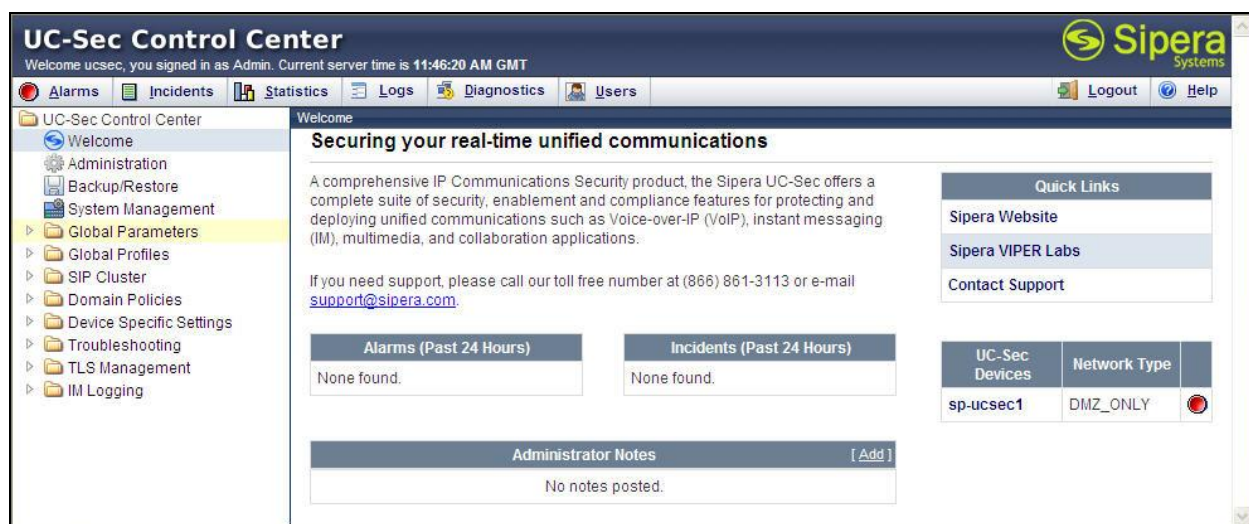 UC-Sec Control Center
Welcome ucsec, you signed in as Admin. Current server time is 11:46:20 AM GMT
Sipera
Systems
Alarms Incidents Statistics Logs Diagnostics Users Logout Help
UC-Sec Control Center
Welcome
Administration
Backup/Restore
System Management
Global Parameters
Global Profiles
SIP Cluster
Domain Policies
Device Specific Settings
Troubleshooting
TLS Management
IM Logging
Welcome
Securing your real-time unified communications
A comprehensive IP Communications Security product, the Sipera UC-Sec offers a
complete suite of security, enablement and compliance features for protecting and
deploying unified communications such as Voice-over-IP (VoIP), instant messaging
(IM), multimedia, and collaboration applications.
If you need support, please call our toll free number at (866) 861-3113 or e-mail
support@sipera.com.
Alarms (Past 24 Hours)
None found.
Incidents (Past 24 Hours)
None found.
Administrator Notes [ Add ]
No notes posted.
Quick Links
Sipera Website
Sipera VIPER Labs
Contact Support
UC-Sec
Devices
Network Type
sp-ucsec1 DMZ_ONLY